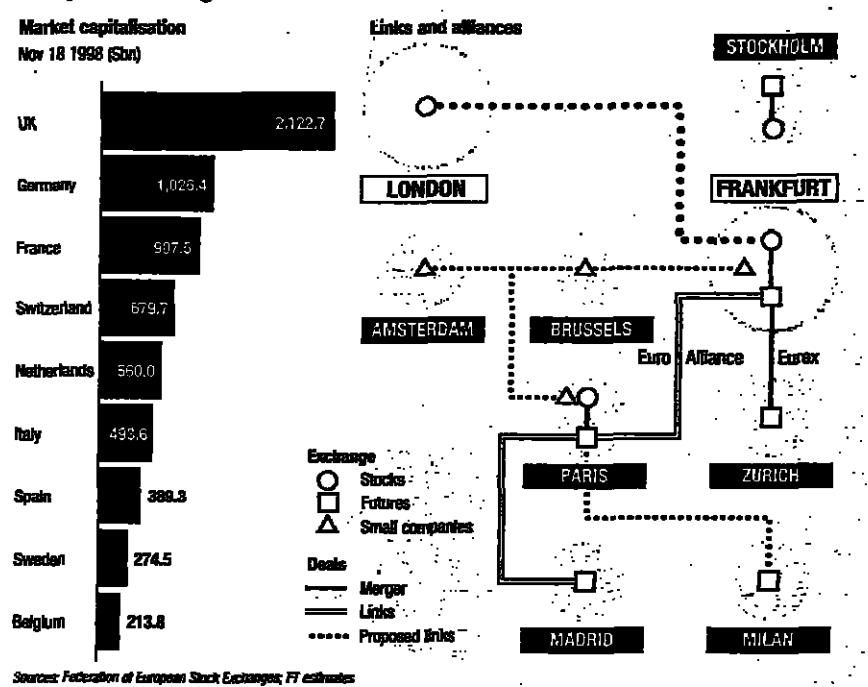 Market capitalisation
Nov 18 1998 ($bn)
UK 2,122.7
Germany 1,026.4
France 907.5
Switzerland 679.7
Netherlands 560.0
Italy 493.6
Spain 389.3
Sweden 274.5
Belgium 213.8
Links and alliances
STOCKHOLM
LONDON
FRANKFURT
AMSTERDAM
BRUSSELS
Euro Alliance
Eurex
PARIS
ZURICH
MADRID
MILAN
Exchange
Stocks
Futures
Small companies
Deals
Merger
Links
Proposed links
Sources: Federation of European Stock Exchanges; FT estimates